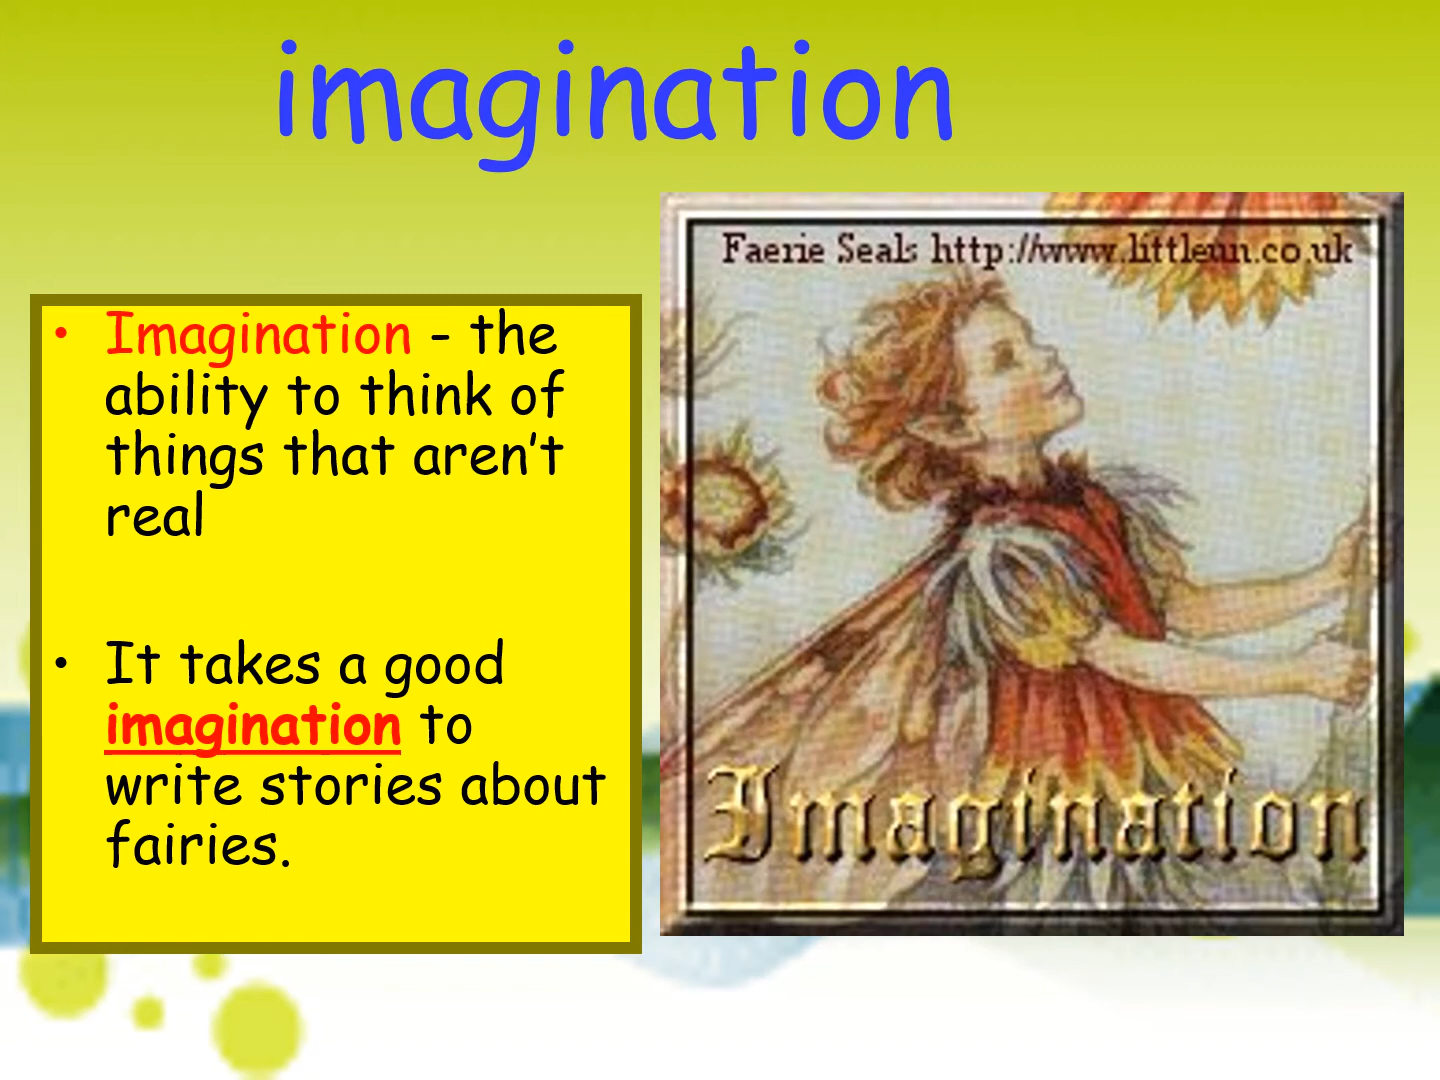 imagination
• Imagination - the
ability to think of
things that aren't
real
• It takes a good
imagination to
write stories about
fairies.
Faerie Seals http://www.littleun.co.uk
Imagination